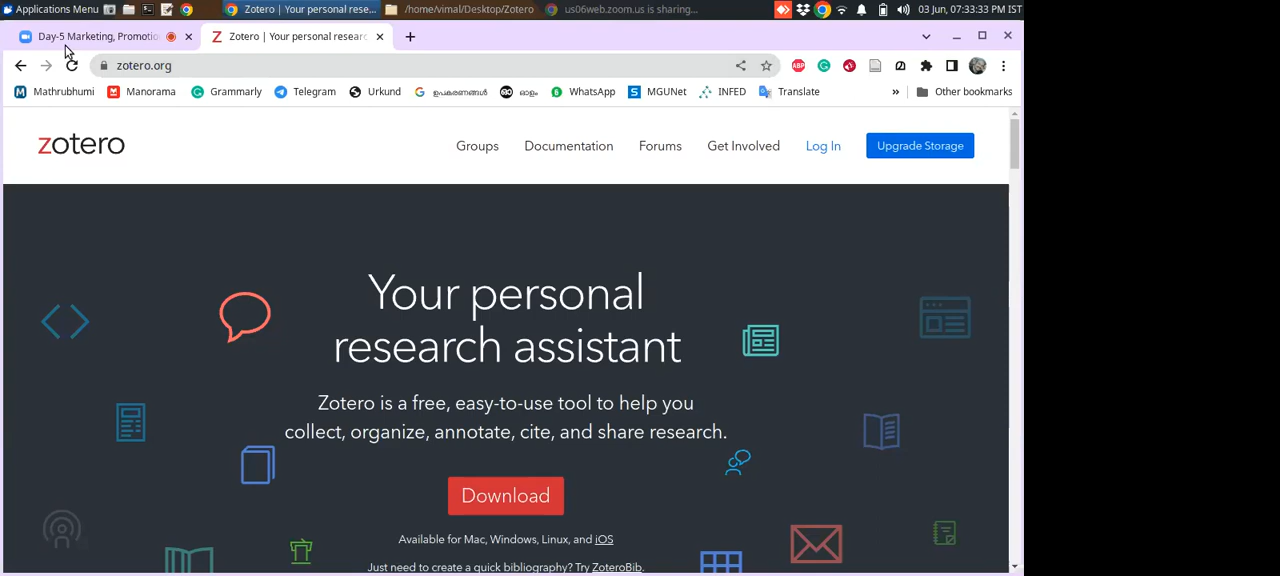 Applications Menu
Zotero | Your personal rese...
/home/vimal/Desktop/Zotero
us06web.zoom.us is sharing...
03 Jun, 07:33:33 PM IST
Day-5 Marketing, Promotio
Zotero | Your personal researc
zotero.org
Mathrubhumi
Manorama
Grammarly
Telegram
Urkund
ഉപകരണങ്ങൾ
ഓളം
WhatsApp
MGUNet
INFED
Translate
»
Other bookmarks
zotero
Groups
Documentation
Forums
Get Involved
Log In
Upgrade Storage
Your personal
research assistant
Zotero is a free, easy-to-use tool to help you
collect, organize, annotate, cite, and share research.
Download
Available for Mac, Windows, Linux, and iOS
Just need to create a quick bibliography? Try ZoteroBib.